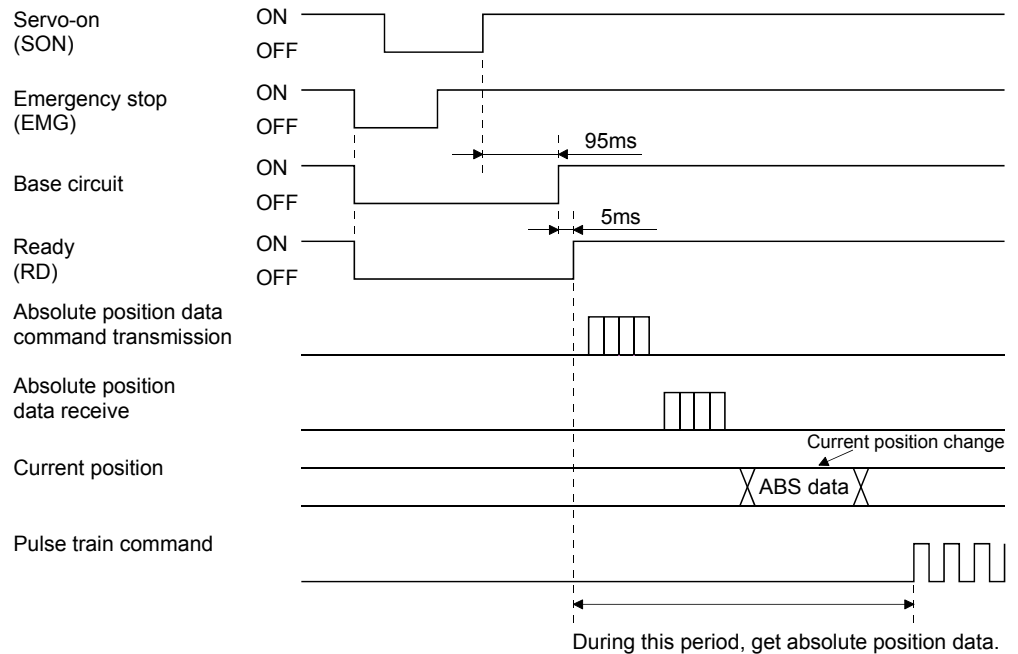 Servo-on
(SON)
ON
OFF
Emergency stop
(EMG)
ON
OFF
95ms
Base circuit
ON
OFF
5ms
Ready
(RD)
ON
OFF
Absolute position data
command transmission
Absolute position
data receive
Current position change
Current position
ABS data
Pulse train command
During this period, get absolute position data.